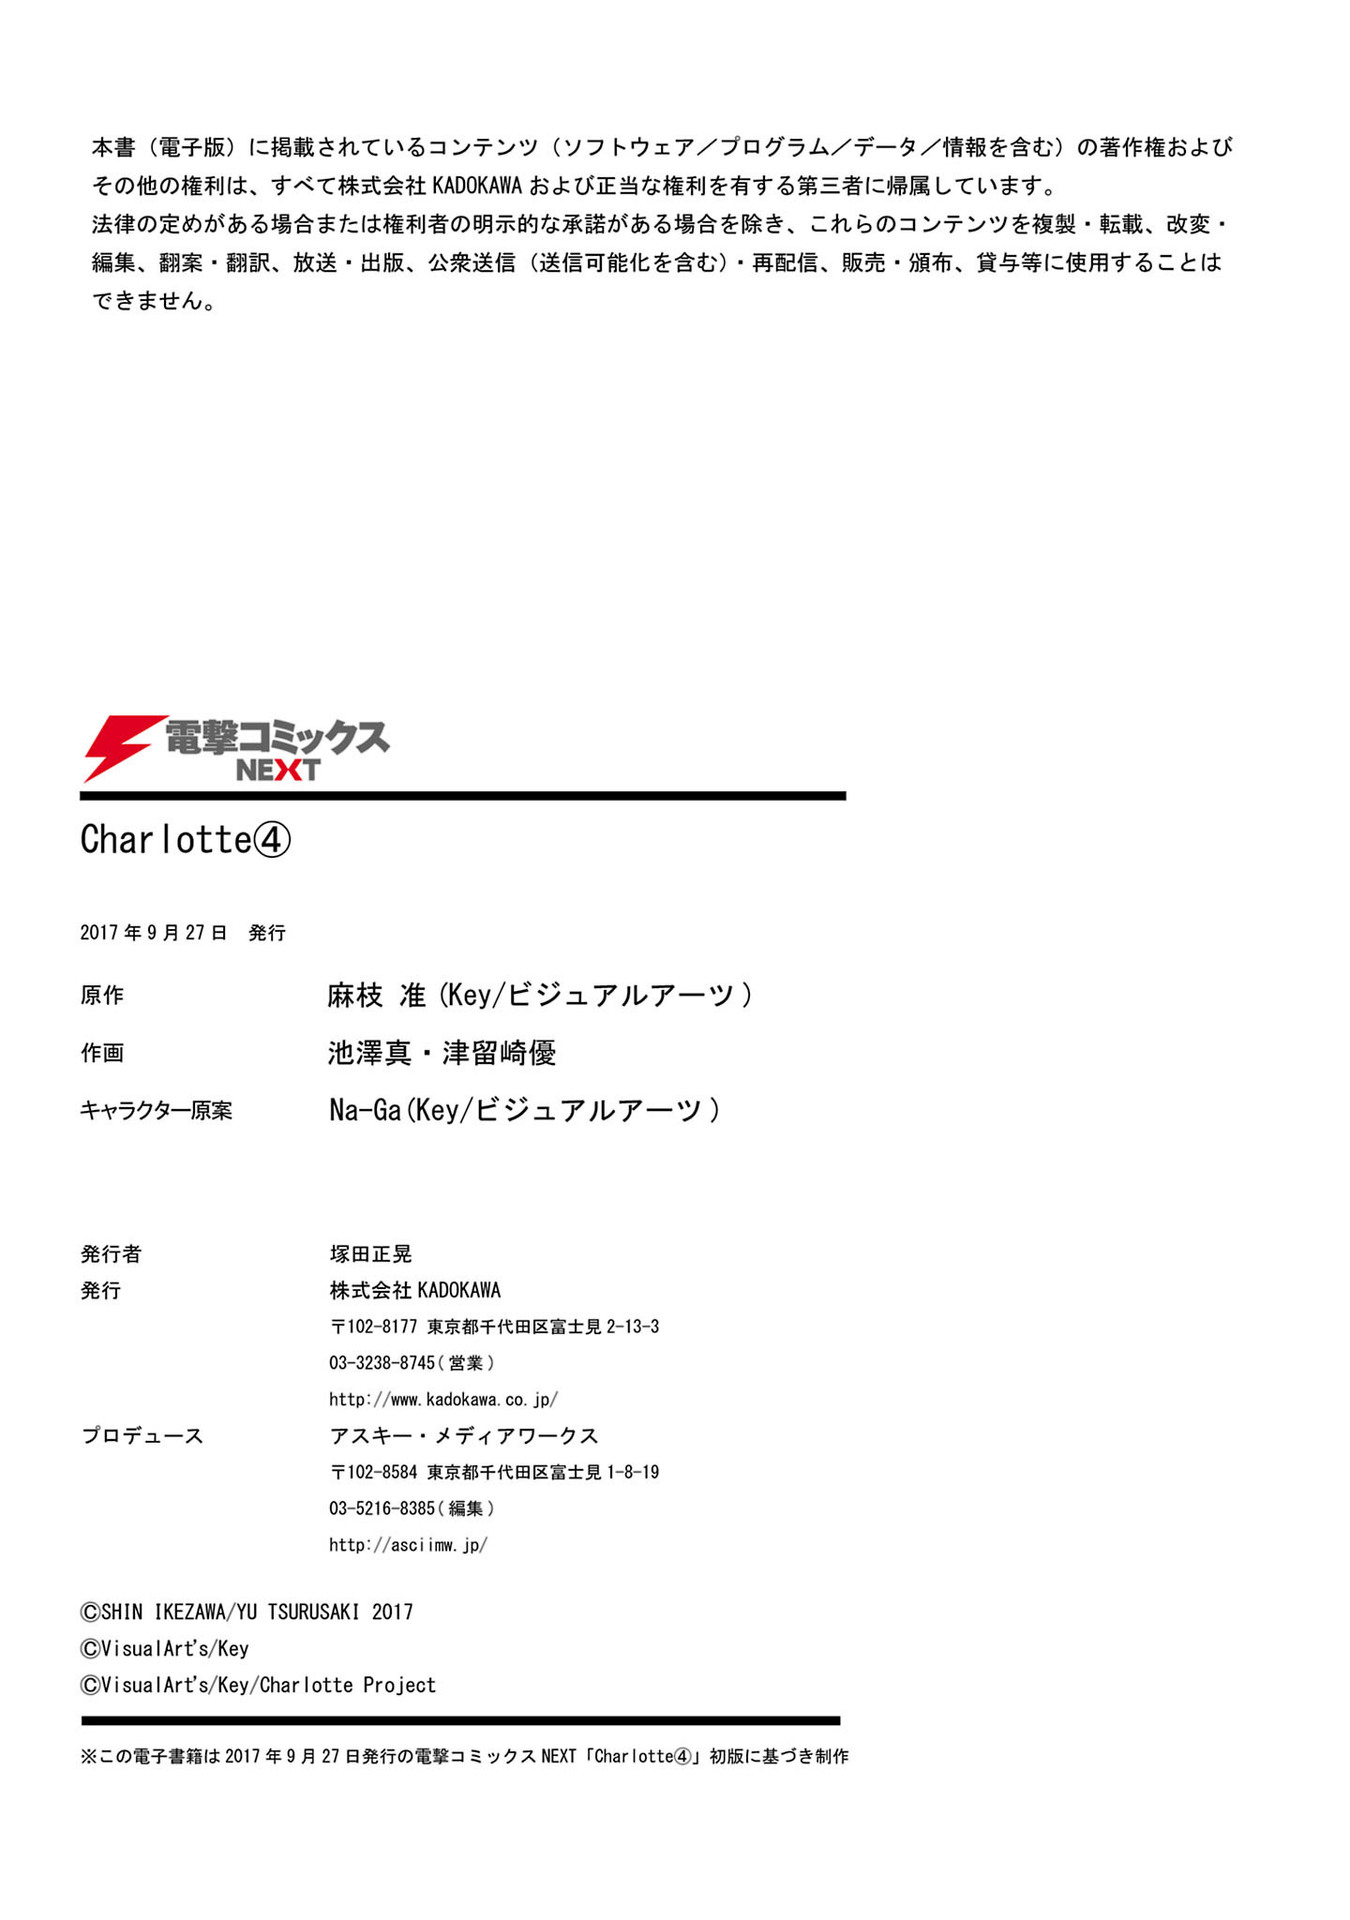 本書（電子版）に掲載されているコンテンツ（ソフトウェア／プログラム／データ／情報を含む）の著作権および
その他の権利は、すべて株式会社 KADOKAWA および正当な権利を有する第三者に帰属しています。
法律の定めがある場合または権利者の明示的な承諾がある場合を除き、これらのコンテンツを複製・転載、改変・
編集、翻案・翻訳、放送・出版、公衆送信（送信可能化を含む）・再配信、販売・頒布、貸与等に使用することは
できません。
電撃コミックス
NEXT
Charlotte④
2017 年 9 月 27 日　発行
原作 麻枝 准 (Key/ビジュアルアーツ )
作画 池澤真・津留崎優
キャラクター原案 Na-Ga(Key/ビジュアルアーツ )
発行者 塚田正晃
発行 株式会社 KADOKAWA
〒102-8177 東京都千代田区富士見 2-13-3
03-3238-8745( 営業 )
http://www.kadokawa.co.jp/
プロデュース アスキー・メディアワークス
〒102-8584 東京都千代田区富士見 1-8-19
03-5216-8385( 編集 )
http://asciimw.jp/
©SHIN IKEZAWA/YU TSURUSAKI 2017
©VisualArt's/Key
©VisualArt's/Key/Charlotte Project
※この電子書籍は 2017 年 9 月 27 日発行の電撃コミックス NEXT「Charlotte④」初版に基づき制作